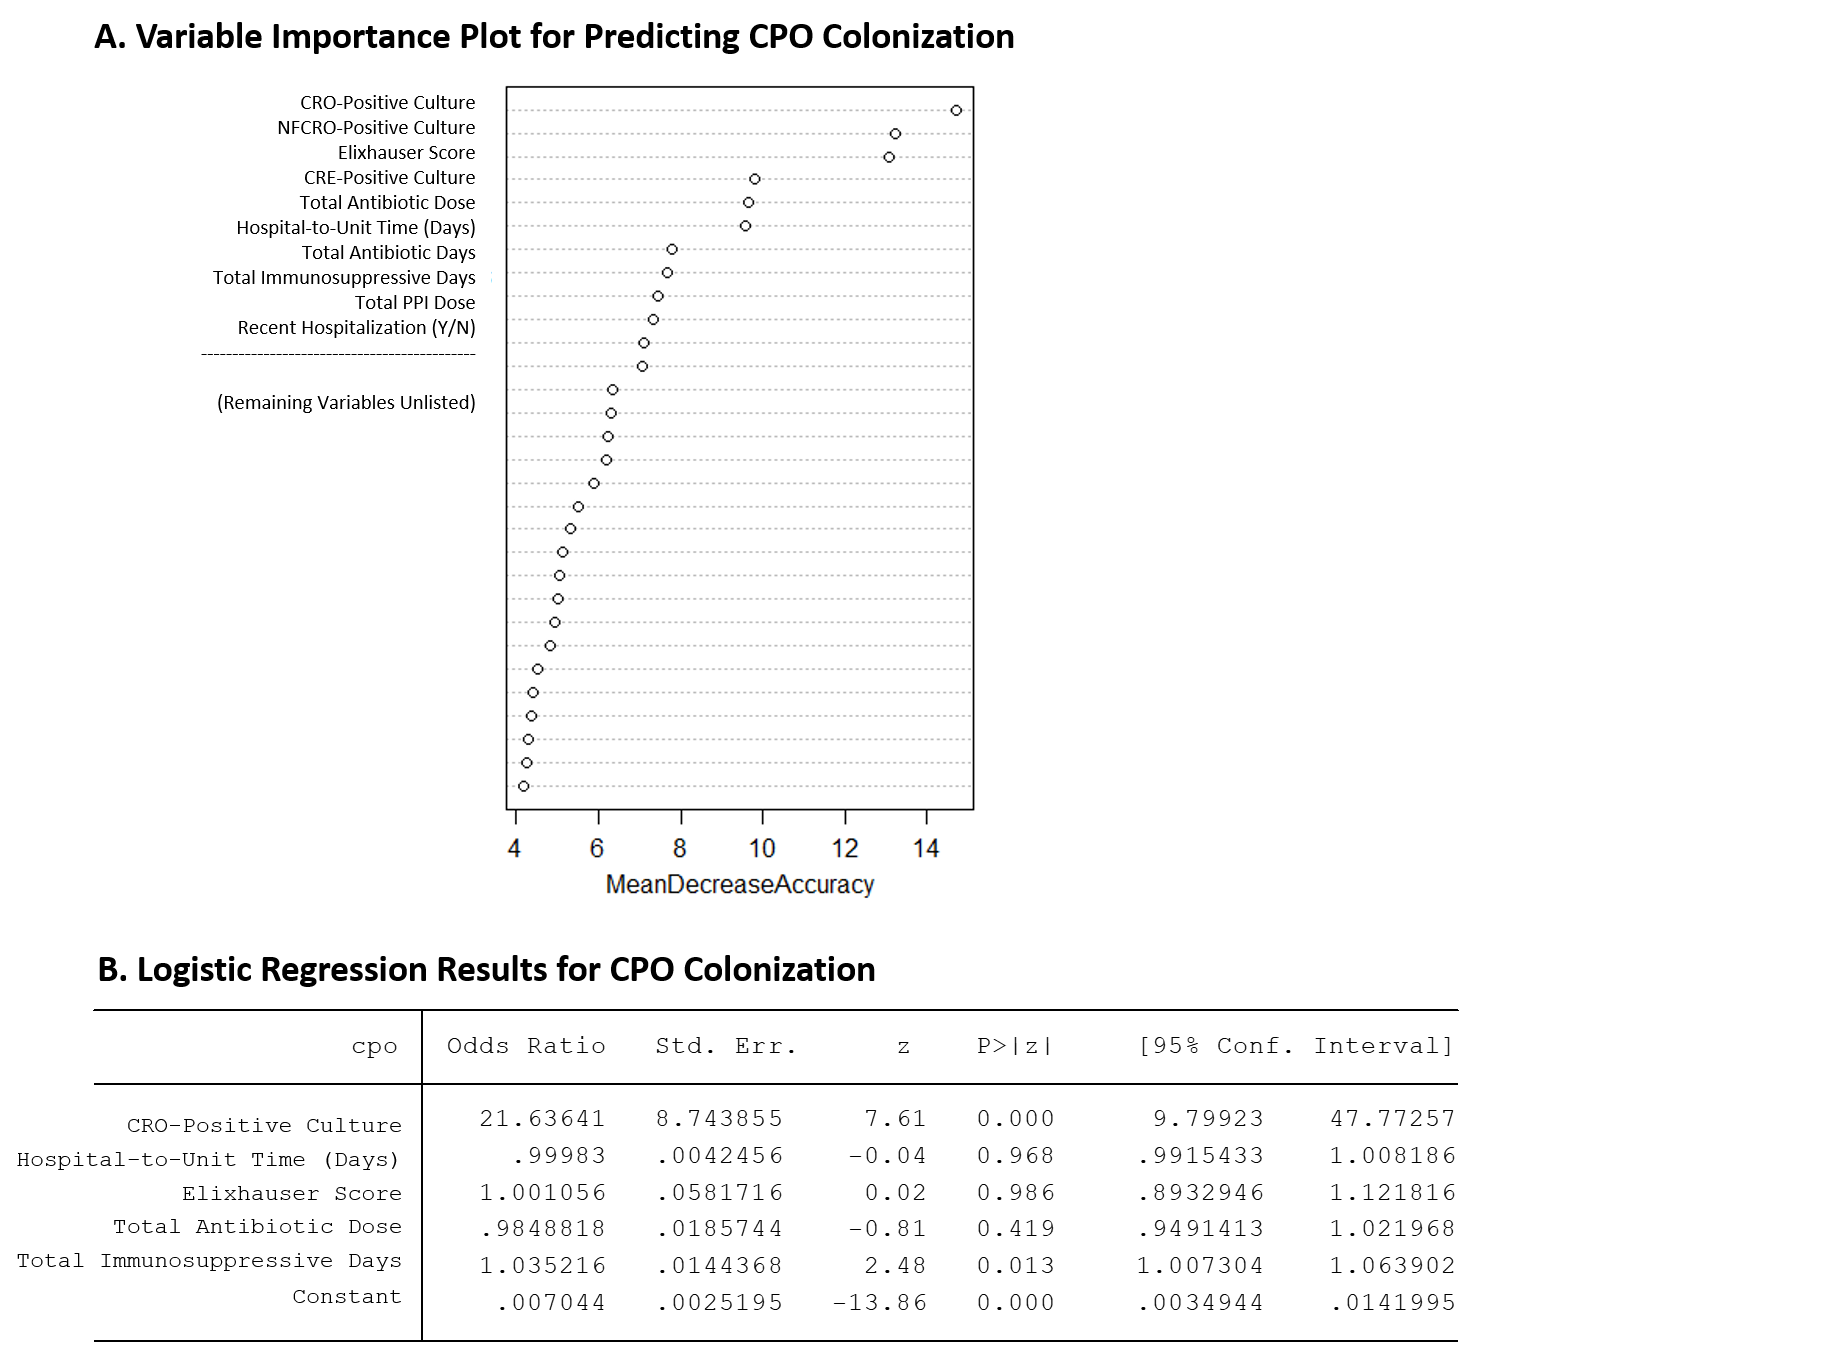 A. Variable Importance Plot for Predicting CPO Colonization
CRO-Positive Culture
NFCRO-Positive Culture
Elixhauser Score
CRE-Positive Culture
Total Antibiotic Dose
Hospital-to-Unit Time (Days)
Total Antibiotic Days
Total Immunosuppressive Days
Total PPI Dose
Recent Hospitalization (Y/N)
--------------------------------------------
(Remaining Variables Unlisted)
4 6 8 10 12 14
MeanDecreaseAccuracy
B. Logistic Regression Results for CPO Colonization
cpo Odds Ratio Std. Err. z P>|z| [95% Conf. Interval]
CRO-Positive Culture 21.63641 8.743855 7.61 0.000 9.79923 47.77257
Hospital-to-Unit Time (Days) .99983 .0042456 -0.04 0.968 .9915433 1.008186
Elixhauser Score 1.001056 .0581716 0.02 0.986 .8932946 1.121816
Total Antibiotic Dose .9848818 .0185744 -0.81 0.419 .9491413 1.021968
Total Immunosuppressive Days 1.035216 .0144368 2.48 0.013 1.007304 1.063902
Constant .007044 .0025195 -13.86 0.000 .0034944 .0141995